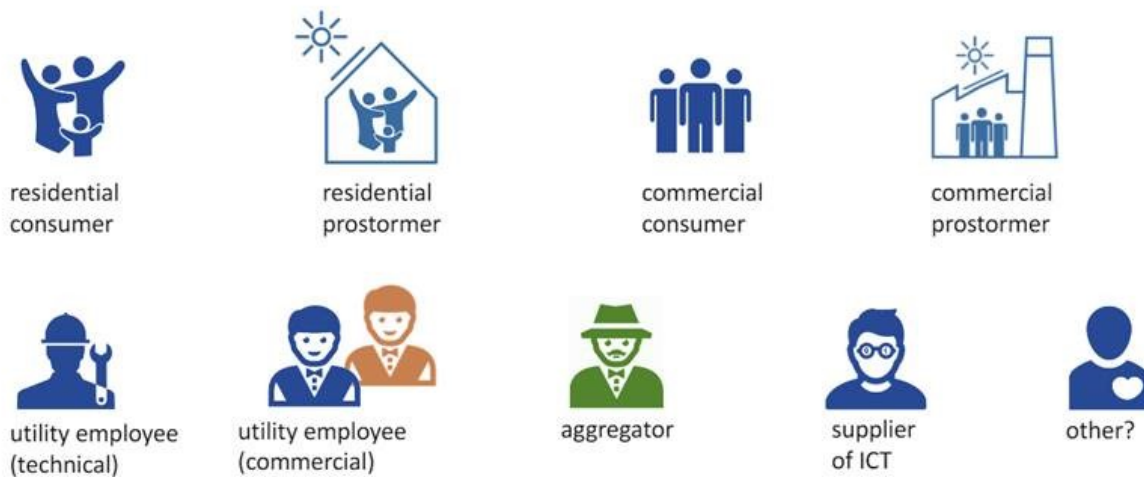 residential
consumer
residential
prostormer
commercial
consumer
commercial
prostormer
utility employee
(technical)
utility employee
(commercial)
aggregator
supplier
of ICT
other?